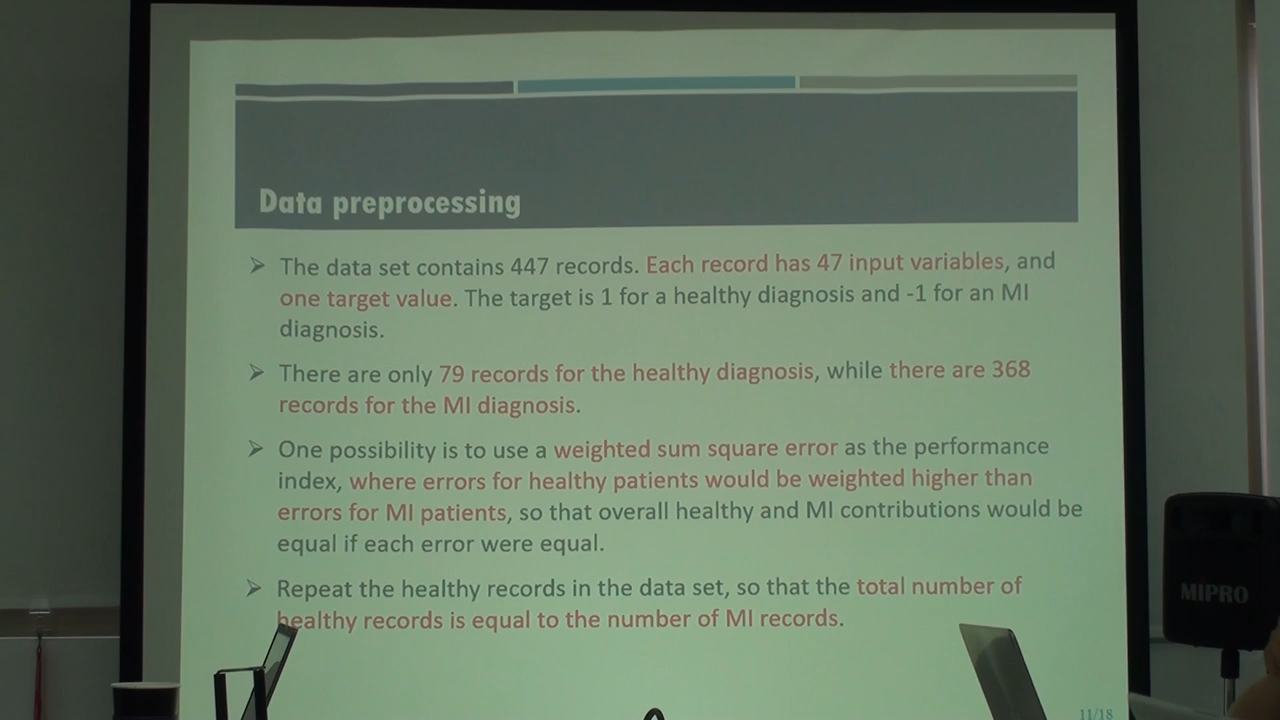 Data preprocessing
The data set contains 447 records. Each record has 47 input variables, and
one target value. The target is 1 for a healthy diagnosis and -1 for an MI
diagnosis.
There are only 79 records for the healthy diagnosis, while there are 368
records for the MI diagnosis.
One possibility is to use a weighted sum square error as the performance
index, where errors for healthy patients would be weighted higher than
errors for MI patients, so that overall healthy and MI contributions would be
equal if each error were equal.
Repeat the healthy records in the data set, so that the total number of
healthy records is equal to the number of MI records.
MIPRO
11/18